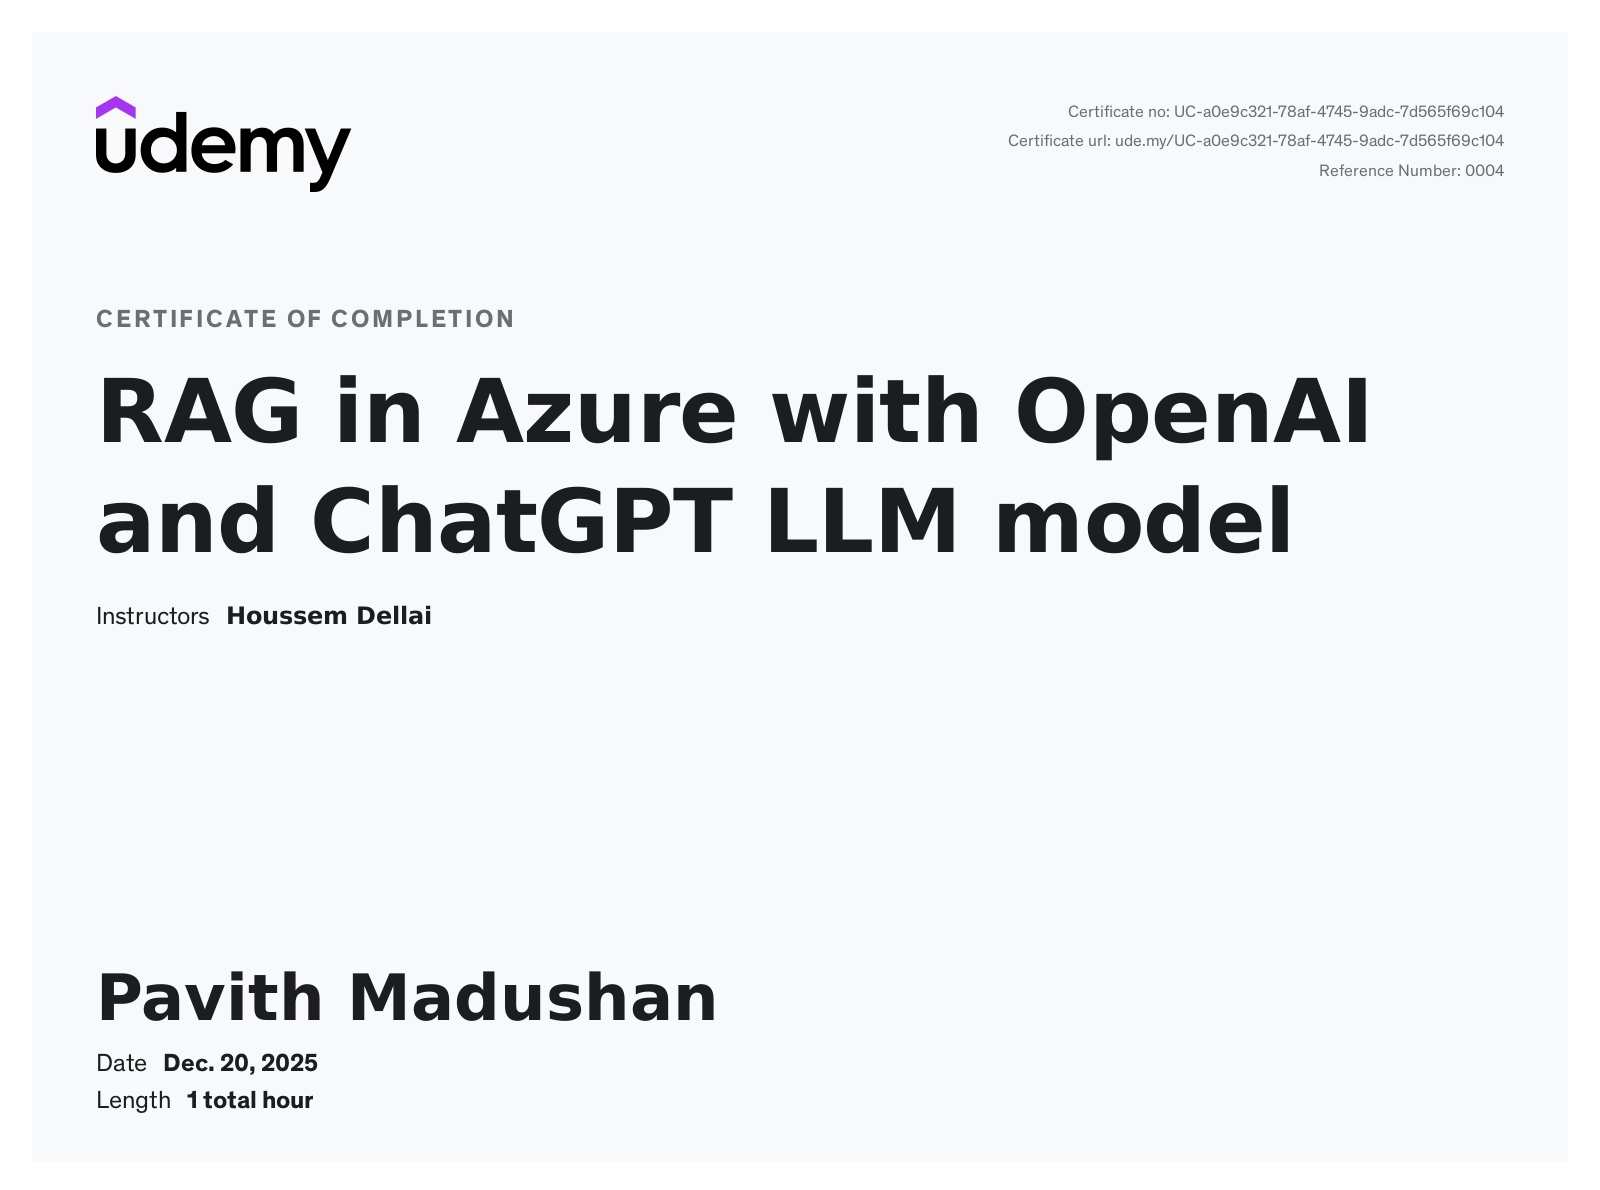 udemy
Certificate no: UC-a0e9c321-78af-4745-9adc-7d565f69c104
Certificate url: ude.my/UC-a0e9c321-78af-4745-9adc-7d565f69c104
Reference Number: 0004
CERTIFICATE OF COMPLETION
RAG in Azure with OpenAI
and ChatGPT LLM model
Instructors Houssem Dellai
Pavith Madushan
Date Dec. 20, 2025
Length 1 total hour